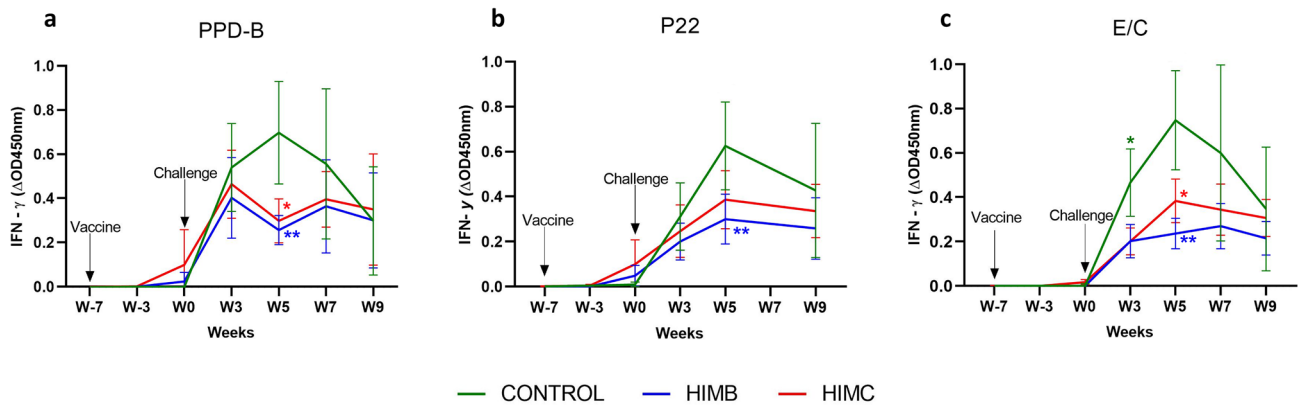 a
PPD-B
IFN - γ (ΔOD450nm)
1.0
0.8
0.6
0.4
0.2
0.0
Vaccine
Challenge
*
**
W-7 W-3 W0 W3 W5 W7 W9
Weeks
b
P22
IFN- y (ΔOD450nm)
1.0
0.8
0.6
0.4
0.2
0.0
Vaccine
Challenge
**
W-7 W-3 W0 W3 W5 W7 W9
Weeks
c
E/C
IFN - γ (ΔOD450nm)
1.0
0.8
0.6
0.4
0.2
0.0
Vaccine
Challenge
*
*
**
W-7 W-3 W0 W3 W5 W7 W9
Weeks
CONTROL HIMB HIMC